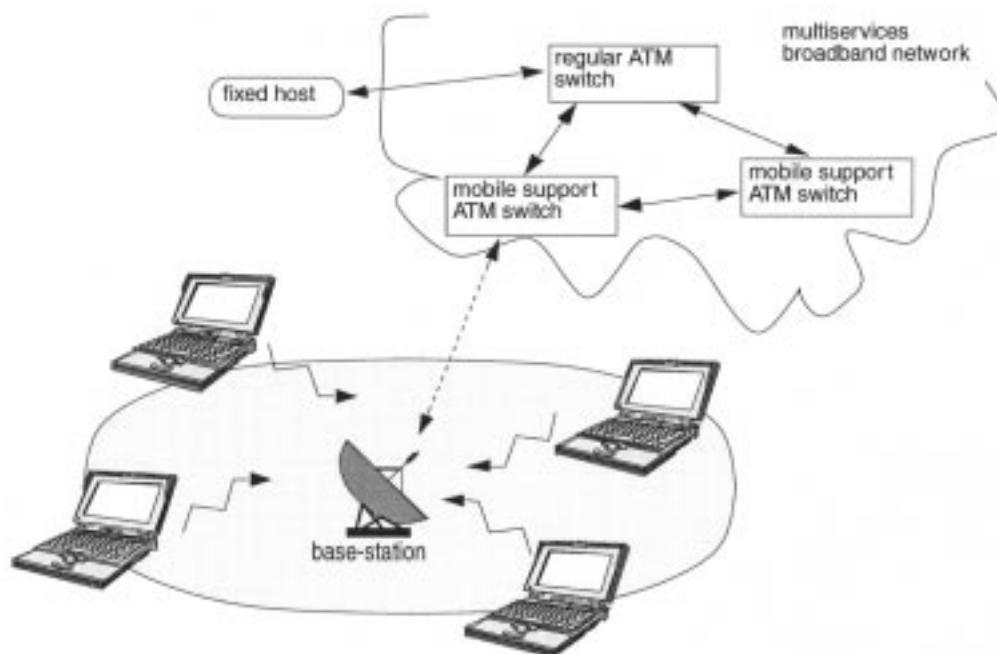 multiservices
broadband network
regular ATM
switch
fixed host
mobile support
ATM switch
mobile support
ATM switch
base-station